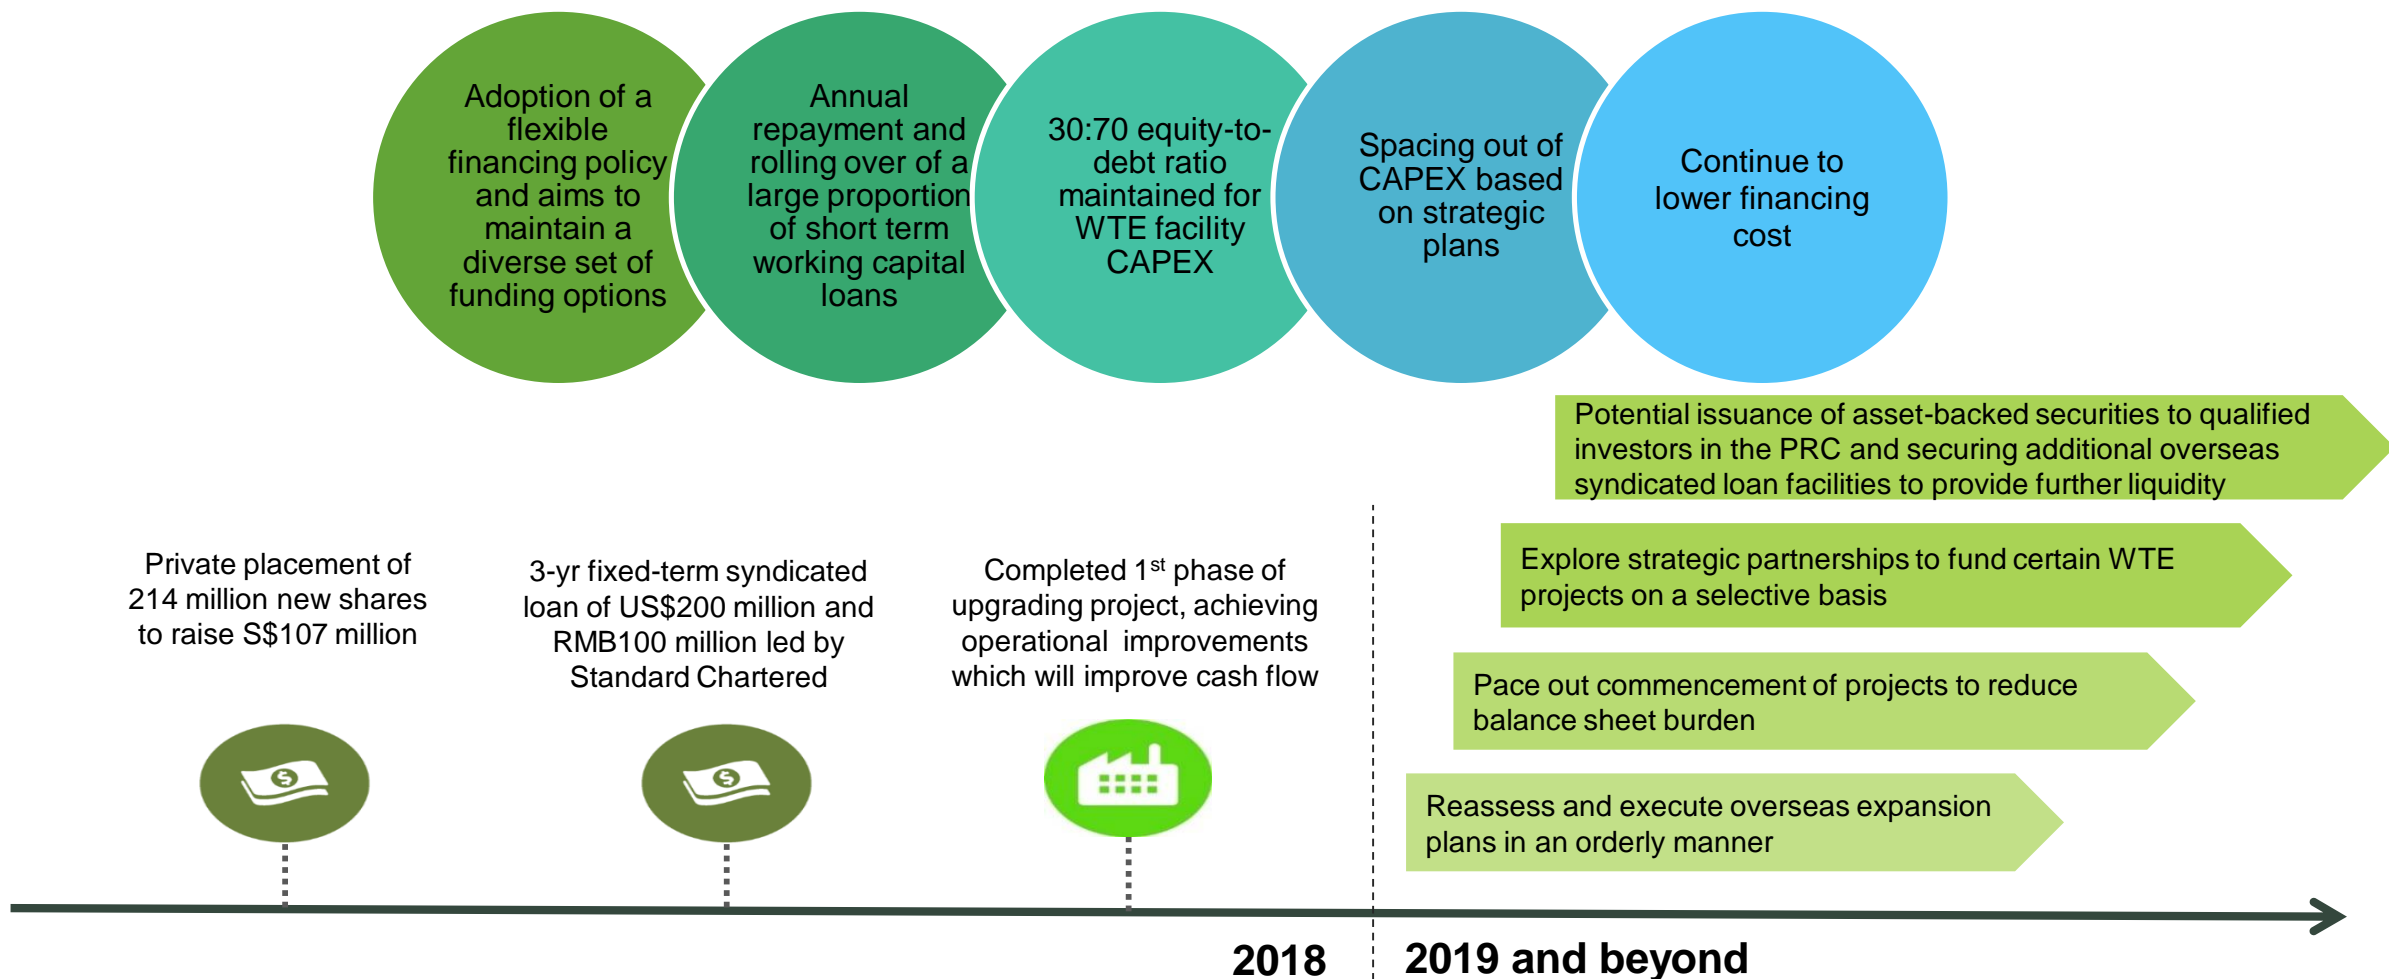 Adoption of a
flexible
financing policy
and aims to
maintain a
diverse set of
funding options
Annual
repayment and
rolling over of a
large proportion
of short term
working capital
loans
30:70 equity-to-
debt ratio
maintained for
WTE facility
CAPEX
Spacing out of
CAPEX based
on strategic
plans
Continue to
lower financing
cost
Potential issuance of asset-backed securities to qualified
investors in the PRC and securing additional overseas
syndicated loan facilities to provide further liquidity
Explore strategic partnerships to fund certain WTE
projects on a selective basis
Pace out commencement of projects to reduce
balance sheet burden
Reassess and execute overseas expansion
plans in an orderly manner
Private placement of
214 million new shares
to raise S$107 million
3-yr fixed-term syndicated
loan of US$200 million and
RMB100 million led by
Standard Chartered
Completed 1st phase of
upgrading project, achieving
operational improvements
which will improve cash flow
2018
2019 and beyond